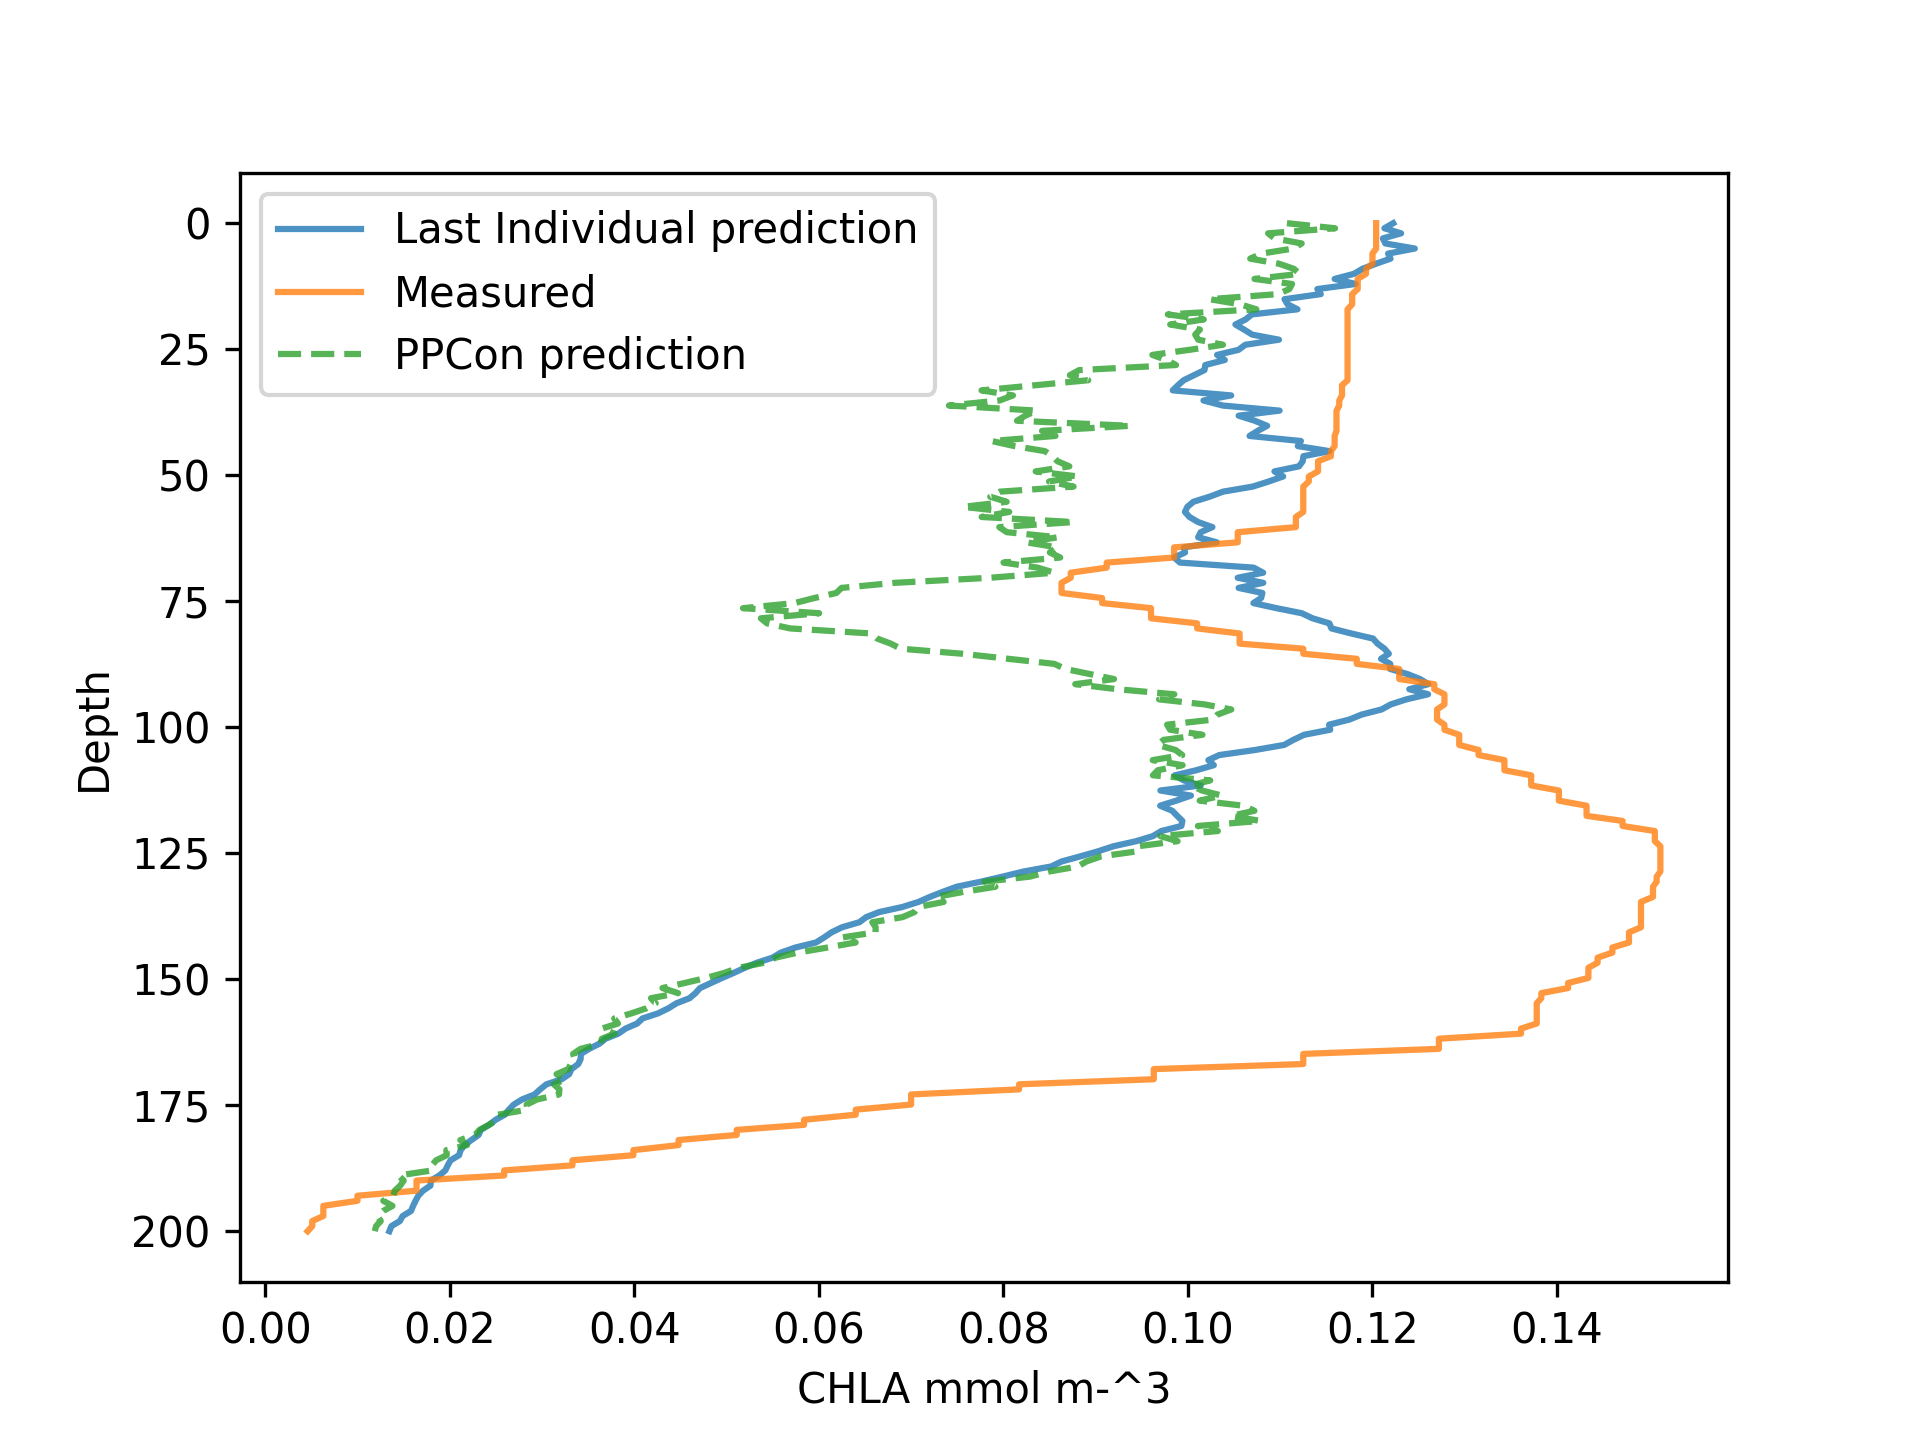 Last Individual prediction
Measured
PPCon prediction
0
25
50
75
100
125
150
175
200
Depth
0.00 0.02 0.04 0.06 0.08 0.10 0.12 0.14
CHLA mmol m-^3